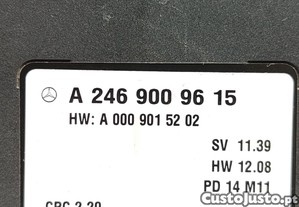 A 246 900 96 15
HW: A 000 901 52 02
SV 11.39
HW 12.08
PD 14 M11
CustoJusto.pt